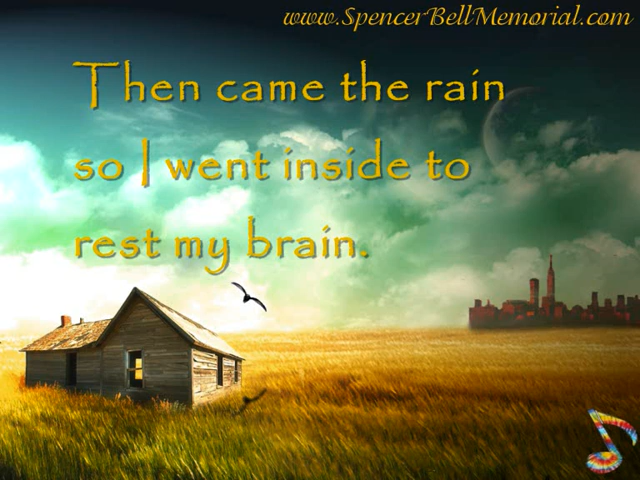 www.SpencerBellMemorial.com
Then came the rain
so I went inside to
rest my brain.